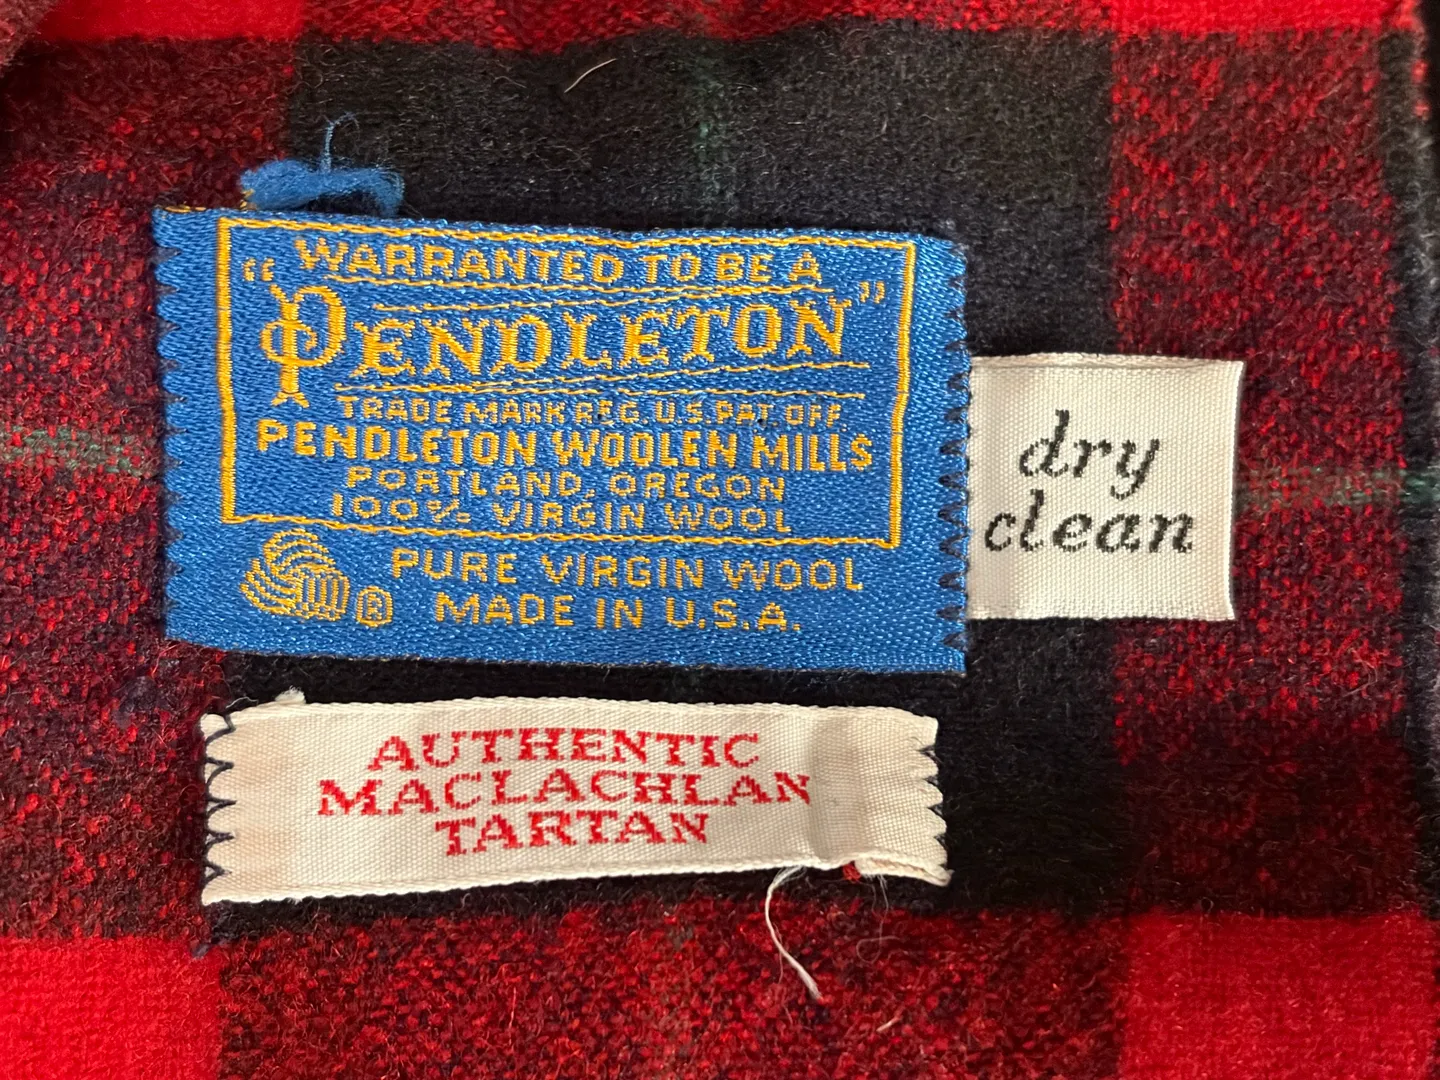 WARRANTED TO BE A
"PENDLETON"
TRADE MARK REG. U.S. PAT. OFF.
PENDLETON WOOLEN MILLS
PORTLAND, OREGON
100% VIRGIN WOOL
PURE VIRGIN WOOL
® MADE IN U.S.A.
dry
clean
AUTHENTIC
MACLACHLAN
TARTAN